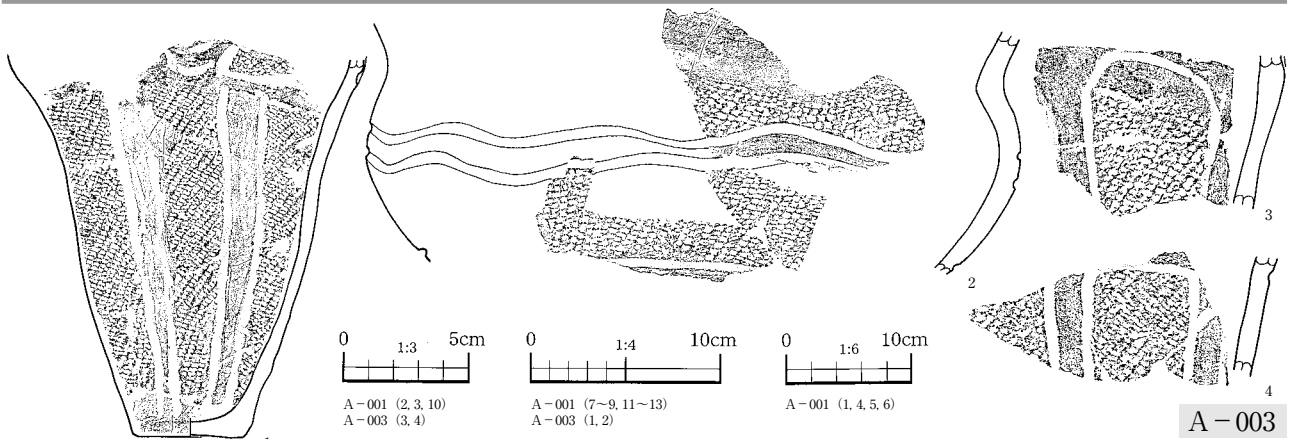 2
3
4
0 1:3 5cm
A－001 (2, 3, 10)
A－003 (3, 4)
0 1:4 10cm
A－001 (7〜9, 11〜13)
A－003 (1, 2)
0 1:6 10cm
A－001 (1, 4, 5, 6)
A－003